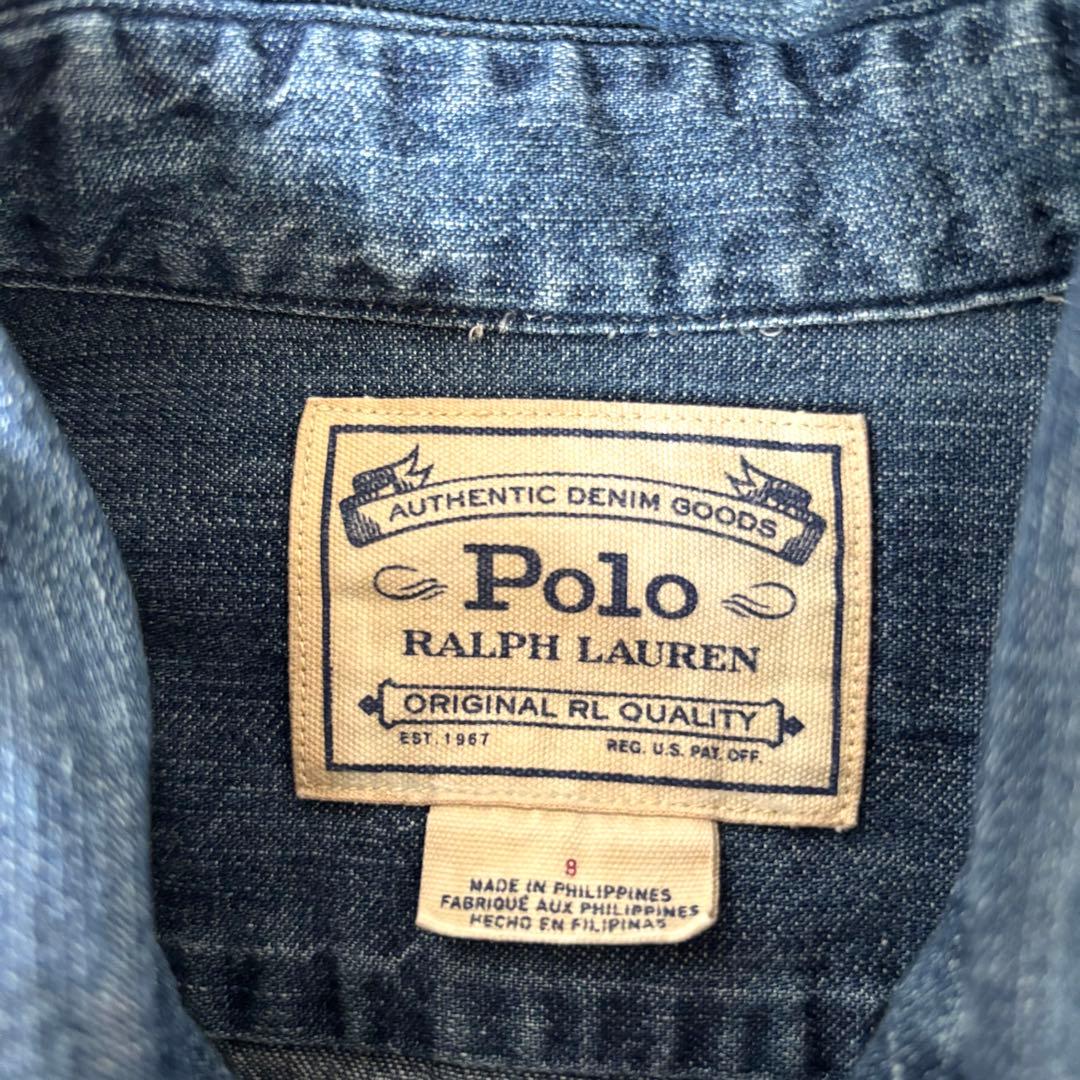 AUTHENTIC DENIM GOODS
Polo
RALPH LAUREN
ORIGINAL RL QUALITY
EST. 1967 REG. U.S. PAT. OFF.
8
MADE IN PHILIPPINES
FABRIQUÉ AUX PHILIPPINES
HECHO EN FILIPINAS